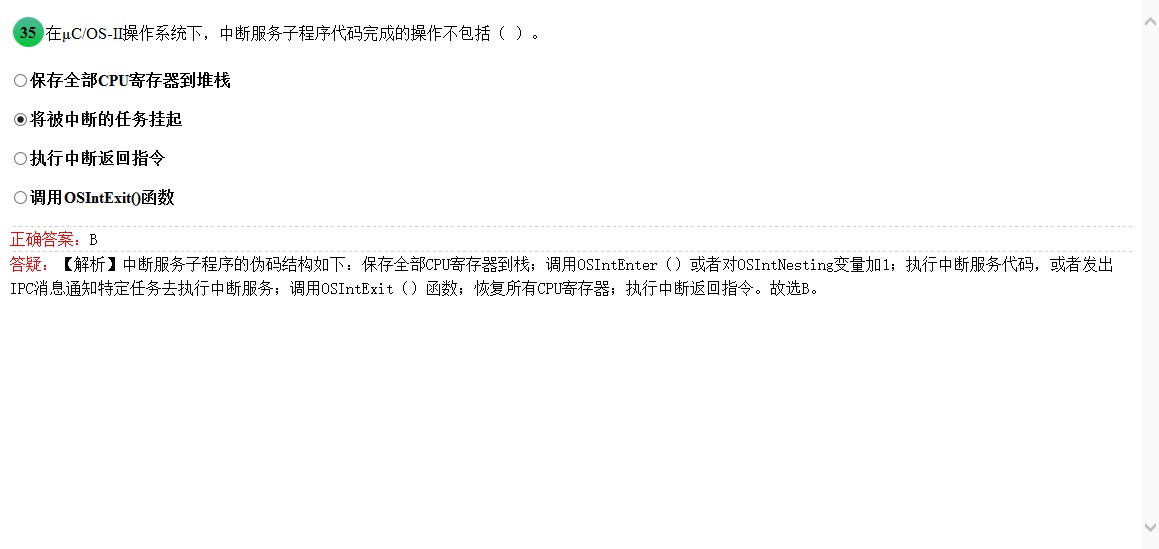 35 在μC/OS-II操作系统下，中断服务子程序代码完成的操作不包括（ ）。
保存全部CPU寄存器到堆栈
将被中断的任务挂起
执行中断返回指令
调用OSIntExit()函数
正确答案：B
答疑：【解析】中断服务子程序的伪码结构如下：保存全部CPU寄存器到栈；调用OSIntEnter（）或者对OSIntNesting变量加1；执行中断服务代码，或者发出
IPC消息通知特定任务去执行中断服务；调用OSIntExit（）函数；恢复所有CPU寄存器；执行中断返回指令。故选B。